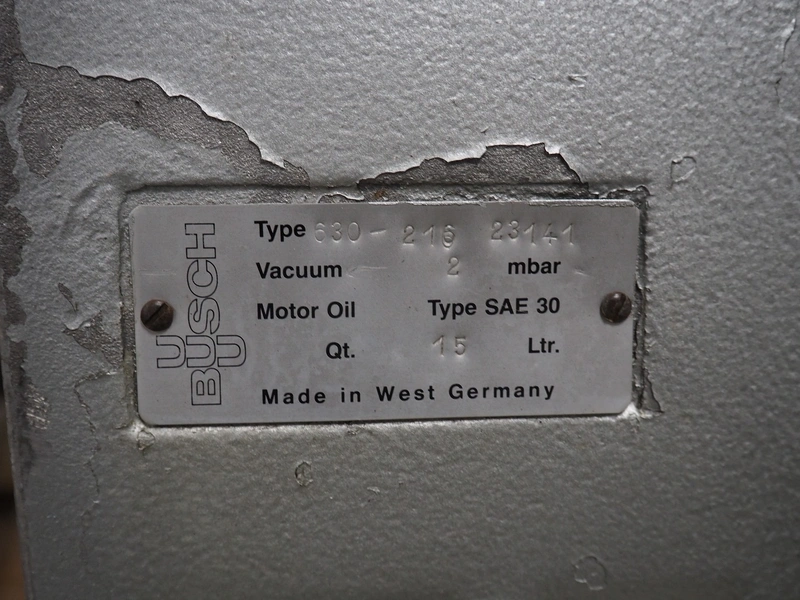 BUSCH
Type 630-216 23141
Vacuum 2 mbar
Motor Oil Type SAE 30
Qt. 15 Ltr.
Made in West Germany